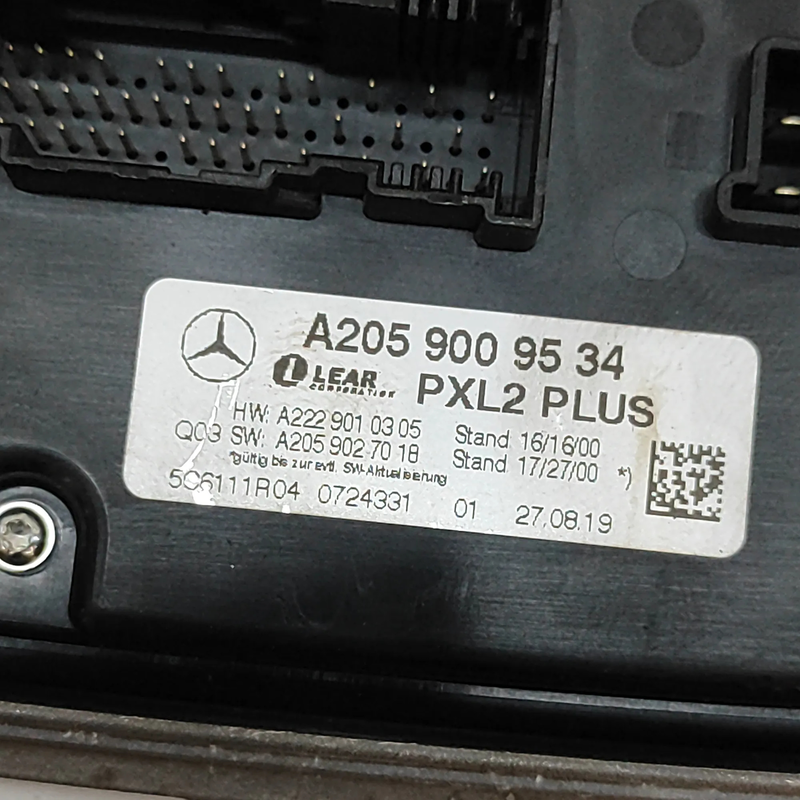 A205 900 95 34
LEAR
CORPORATION
PXL2 PLUS
HW: A222 901 03 05 Stand 16/16/00
Q03 SW: A205 902 70 18 Stand 17/27/00 *)
*gültig bis zur evtl. SW-Aktualisierung
5C6111R04 0724331 01 27.08.19